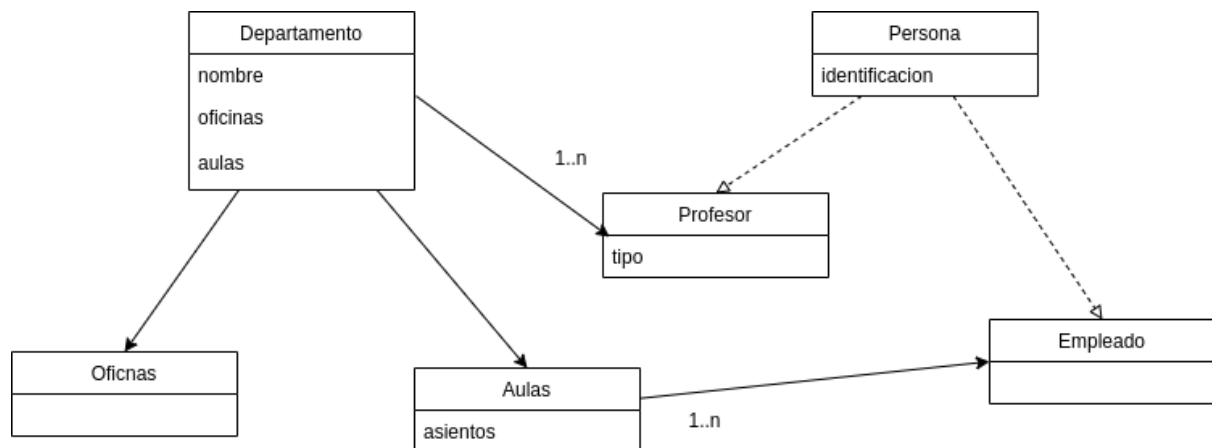 Departamento
nombre
oficinas
aulas
Persona
identificacion
1..n
Profesor
tipo
Oficnas
Aulas
asientos
1..n
Empleado